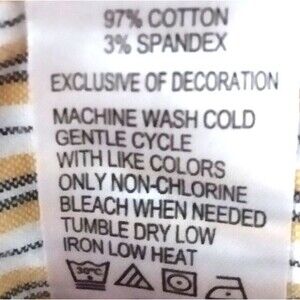 97% COTTON
3% SPANDEX
EXCLUSIVE OF DECORATION
MACHINE WASH COLD
GENTLE CYCLE
WITH LIKE COLORS
ONLY NON-CHLORINE
BLEACH WHEN NEEDED
TUMBLE DRY LOW
IRON LOW HEAT
30°C